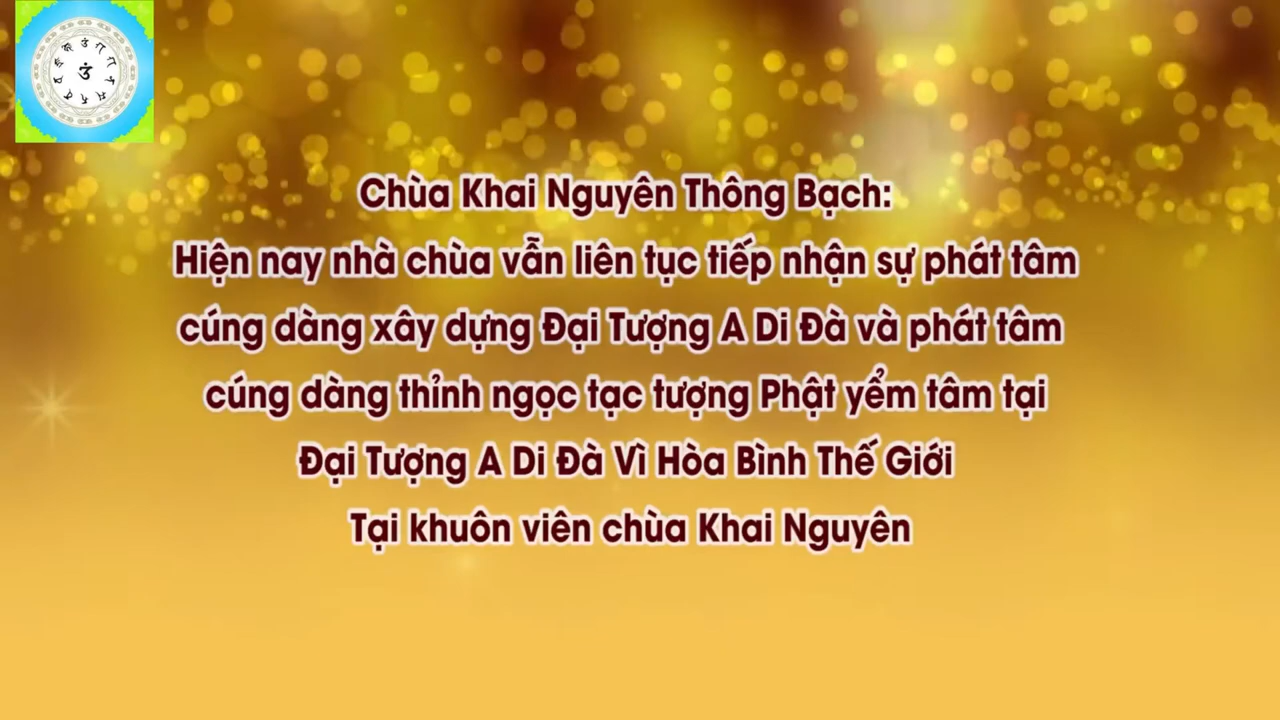 Chùa Khai Nguyên Thông Bạch:
Hiện nay nhà chùa vẫn liên tục tiếp nhận sự phát tâm
cúng dàng xây dựng Đại Tượng A Di Đà và phát tâm
cúng dàng thỉnh ngọc tạc tượng Phật yểm tâm tại
Đại Tượng A Di Đà Vì Hòa Bình Thế Giới
Tại khuôn viên chùa Khai Nguyên